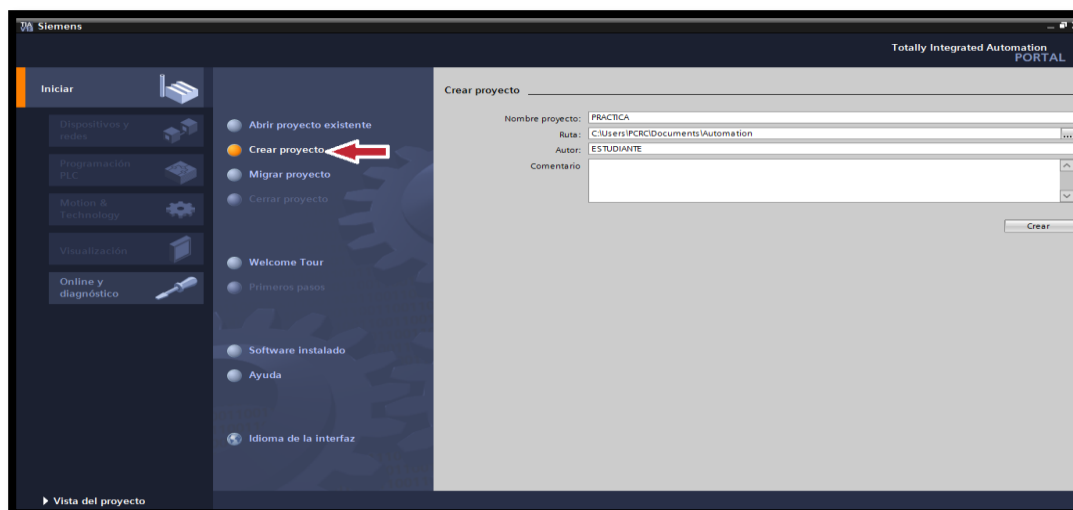 Siemens
Totally Integrated Automation
PORTAL
Iniciar
Dispositivos y
redes
Programación
PLC
Motion &
Technology
Visualización
Online y
diagnóstico
Vista del proyecto
Abrir proyecto existente
Crear proyecto
Migrar proyecto
Cerrar proyecto
Welcome Tour
Primeros pasos
Software instalado
Ayuda
Idioma de la interfaz
Crear proyecto
Nombre proyecto: PRACTICA
Ruta: C:\Users\PCRC\Documents\Automation
Autor: ESTUDIANTE
Comentario
Crear